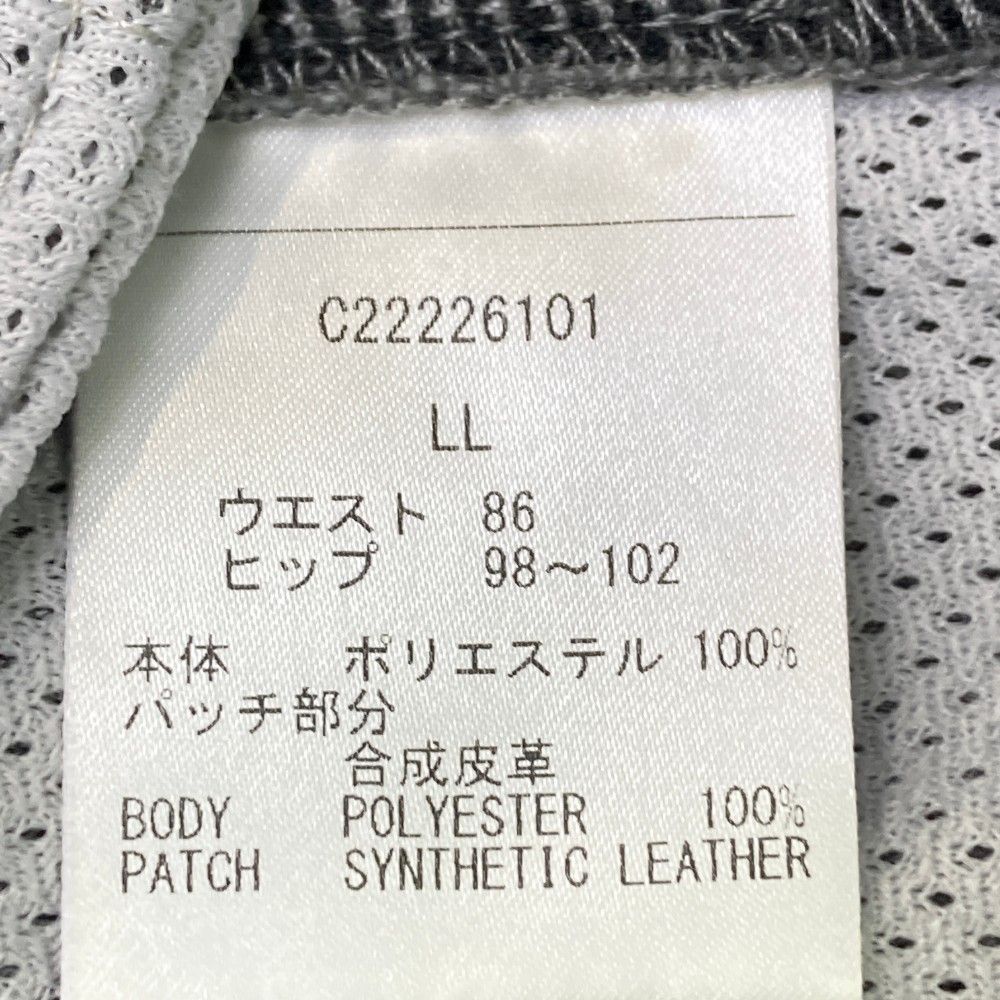 C22226101
LL
ウエスト 86
ヒップ 98～102
本体 ポリエステル 100%
パッチ部分
合成皮革
BODY POLYESTER 100%
PATCH SYNTHETIC LEATHER